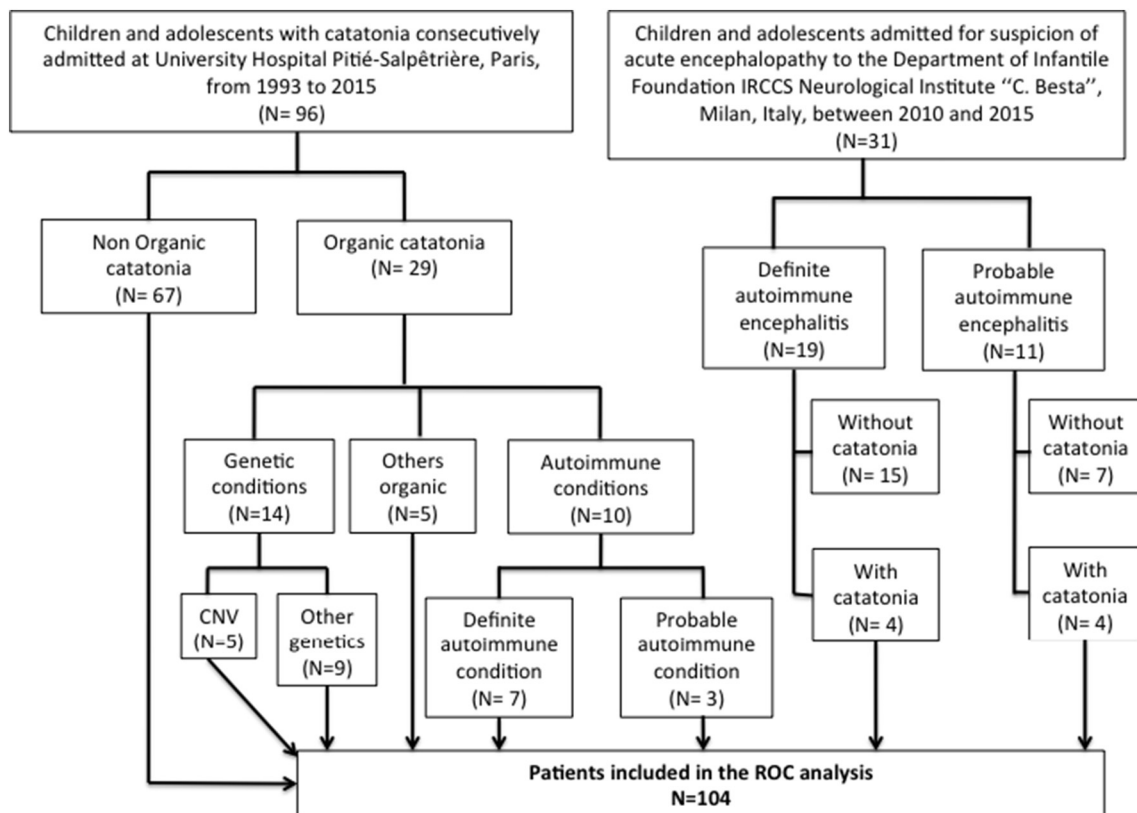 Children and adolescents with catatonia consecutively
admitted at University Hospital Pitié-Salpêtrière, Paris,
from 1993 to 2015
(N= 96)
Children and adolescents admitted for suspicion of
acute encephalopathy to the Department of Infantile
Foundation IRCCS Neurological Institute “C. Besta”,
Milan, Italy, between 2010 and 2015
(N=31)
Non Organic
catatonia
(N= 67)
Organic catatonia
(N= 29)
Definite
autoimmune
encephalitis
(N=19)
Probable
autoimmune
encephalitis
(N=11)
Genetic
conditions
(N=14)
Others
organic
(N=5)
Autoimmune
conditions
(N=10)
Without
catatonia
(N= 15)
Without
catatonia
(N= 7)
CNV
(N=5)
Other
genetics
(N=9)
Definite
autoimmune
condition
(N= 7)
Probable
autoimmune
condition
(N= 3)
With
catatonia
(N= 4)
With
catatonia
(N= 4)
Patients included in the ROC analysis
N=104